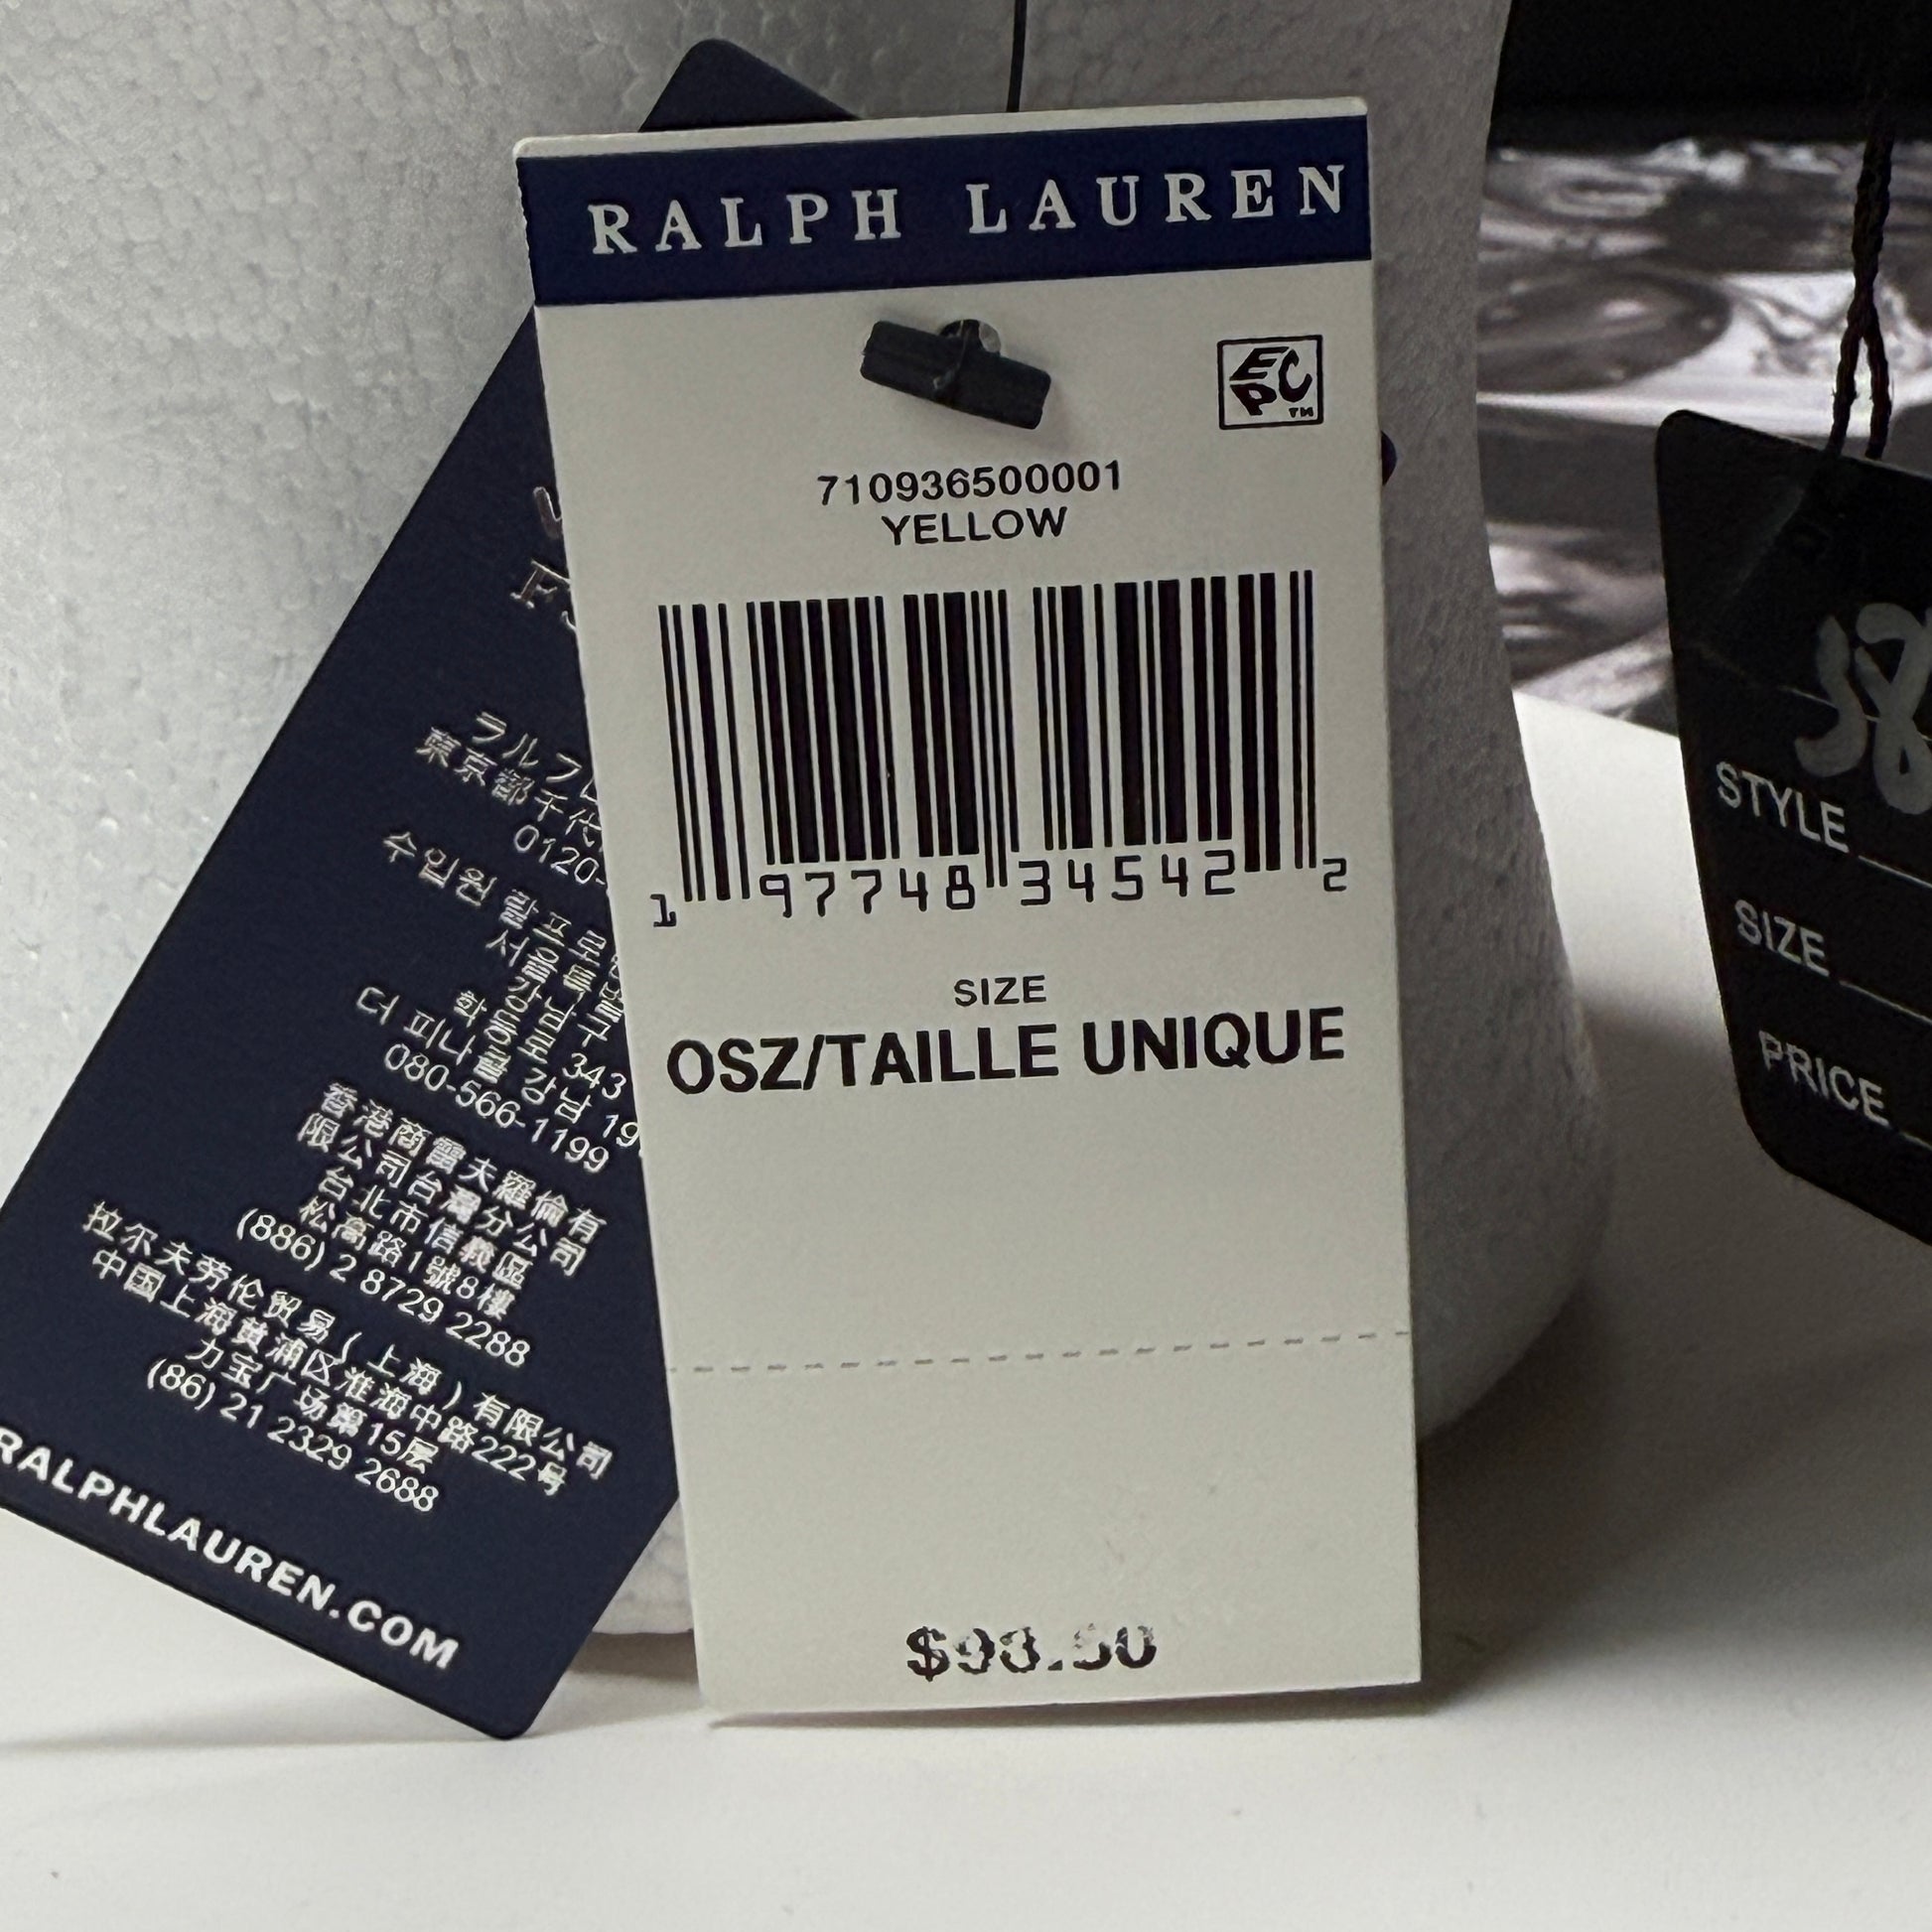 RALPH LAUREN
EPC™
710936500001
YELLOW
1 97748 34542 2
SIZE
OSZ/TAILLE UNIQUE
$98.50
ラルフ
東京都千代
0120-
수입원 랄프로렌
서울특별
강남구
학동로 343
더 피나클 강남 19
080-566-1199
香港商霞夫羅倫有
限公司台灣分公司
台北市信義區
松高路1號8樓
(886) 2 8729 2288
拉尔夫劳伦贸易(上海)有限公司
中国上海黄浦区淮海中路222号
力宝广场第15层
(86) 21 2329 2688
RALPHLAUREN.COM
STYLE
SIZE
PRICE